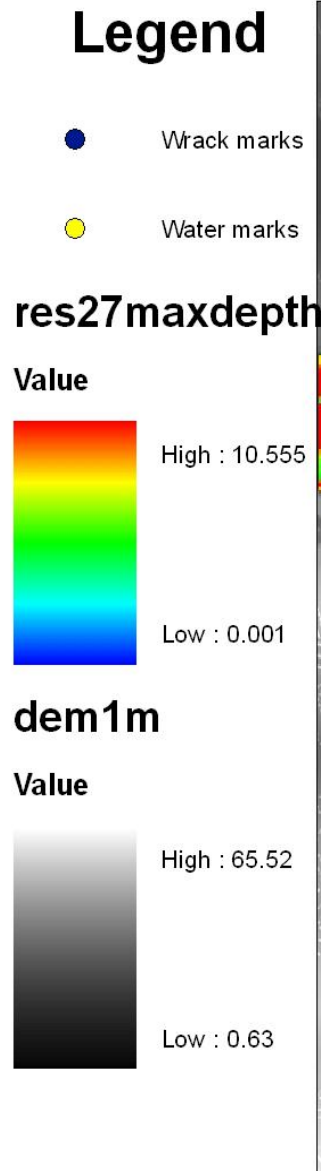 Legend
Wrack marks
Water marks
res27maxdepth
Value
High : 10.555
Low : 0.001
dem1m
Value
High : 65.52
Low : 0.63